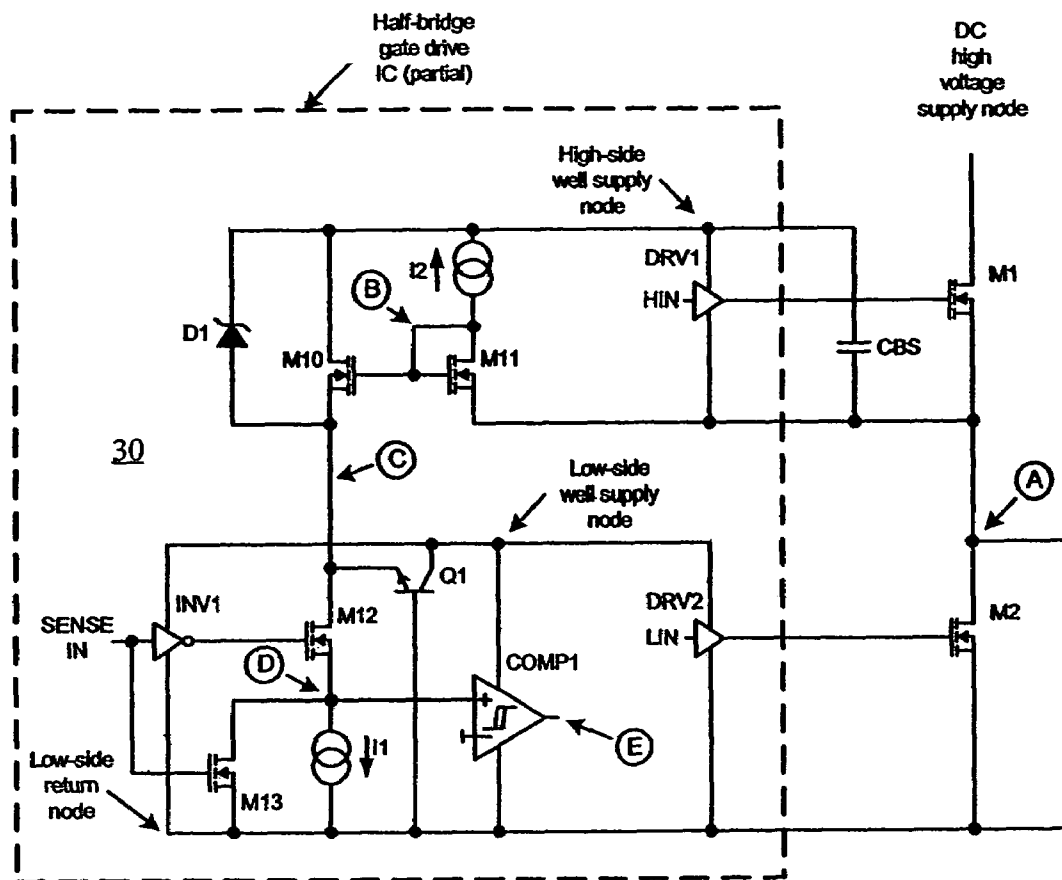 Half-bridge
gate drive
IC (partial)
DC
high
voltage
supply node
High-side
well supply
node
I2
DRV1
M1
B
HIN
D1
M10
M11
CBS
30
C
Low-side
well supply
node
A
INV1
Q1
SENSE
IN
M12
DRV2
M2
LIN
D
COMP1
+
I1
E
Low-side
return
node
M13